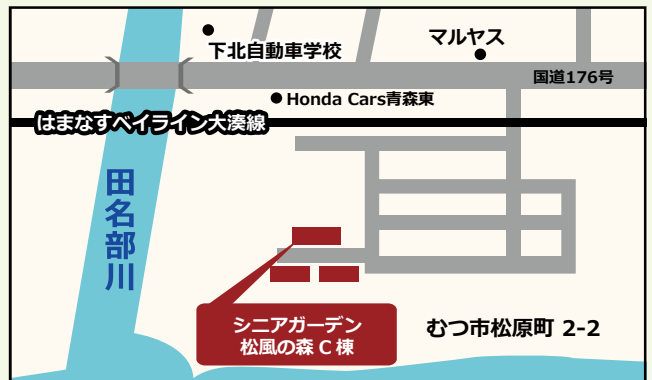 下北自動車学校
マルヤス
国道176号
Honda Cars青森東
はまなすベイライン大湊線
田名部川
シニアガーデン
松風の森 C 棟
むつ市松原町 2-2